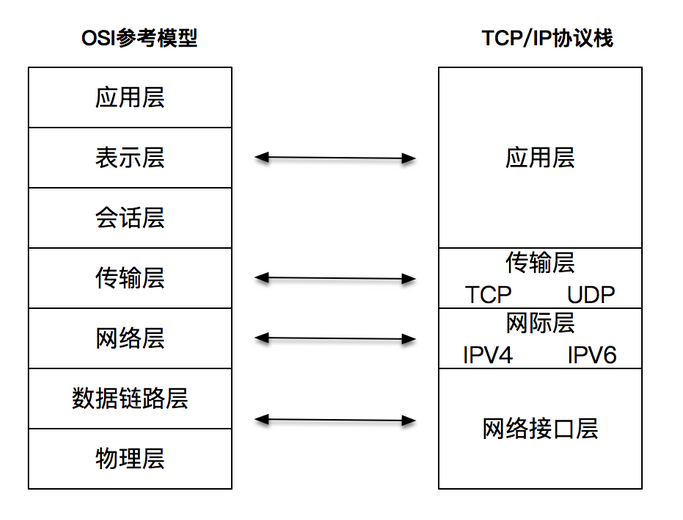 OSI参考模型
应用层
表示层
会话层
传输层
网络层
数据链路层
物理层
TCP/IP协议栈
应用层
传输层
TCP UDP
网际层
IPV4 IPV6
网络接口层